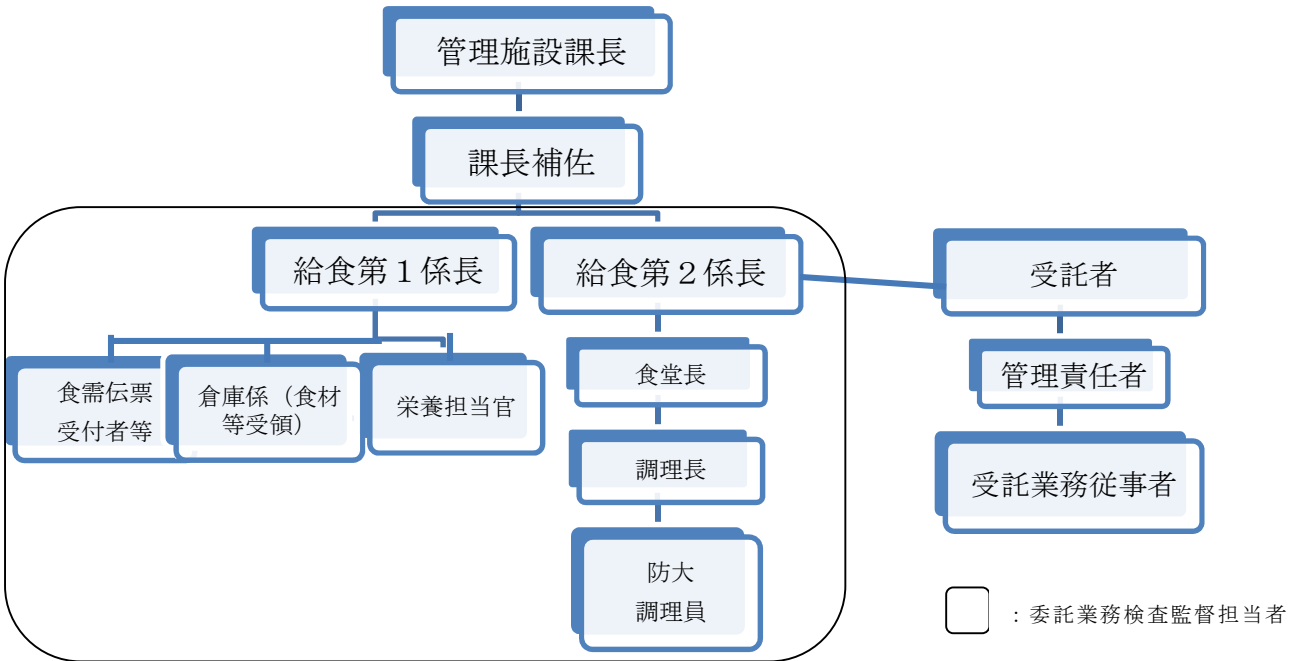 管理施設課長
課長補佐
給食第１係長
給食第２係長
受託者
食需伝票
受付者等
倉庫係（食材
等受領）
栄養担当官
食堂長
管理責任者
調理長
受託業務従事者
防大
調理員
：委託業務検査監督担当者